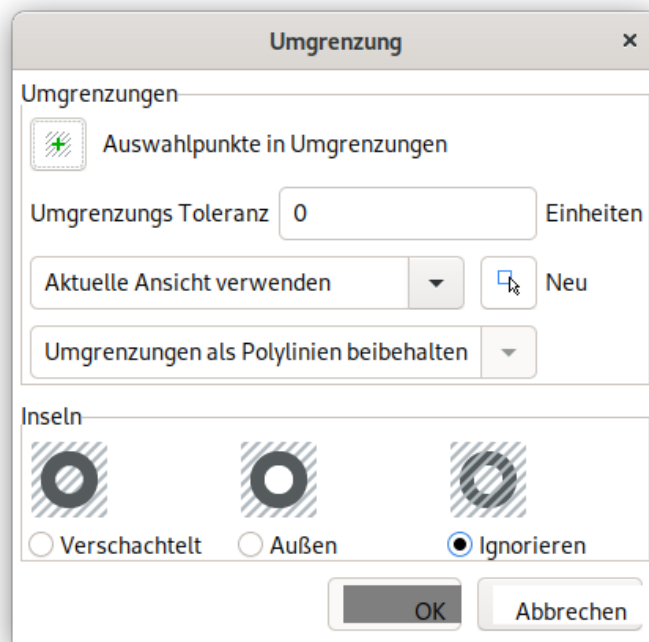 Umgrenzung
Umgrenzungen
Auswahlpunkte in Umgrenzungen
Umgrenzungs Toleranz 0 Einheiten
Aktuelle Ansicht verwenden Neu
Umgrenzungen als Polylinien beibehalten
Inseln
Verschachtelt Außen Ignorieren
OK Abbrechen